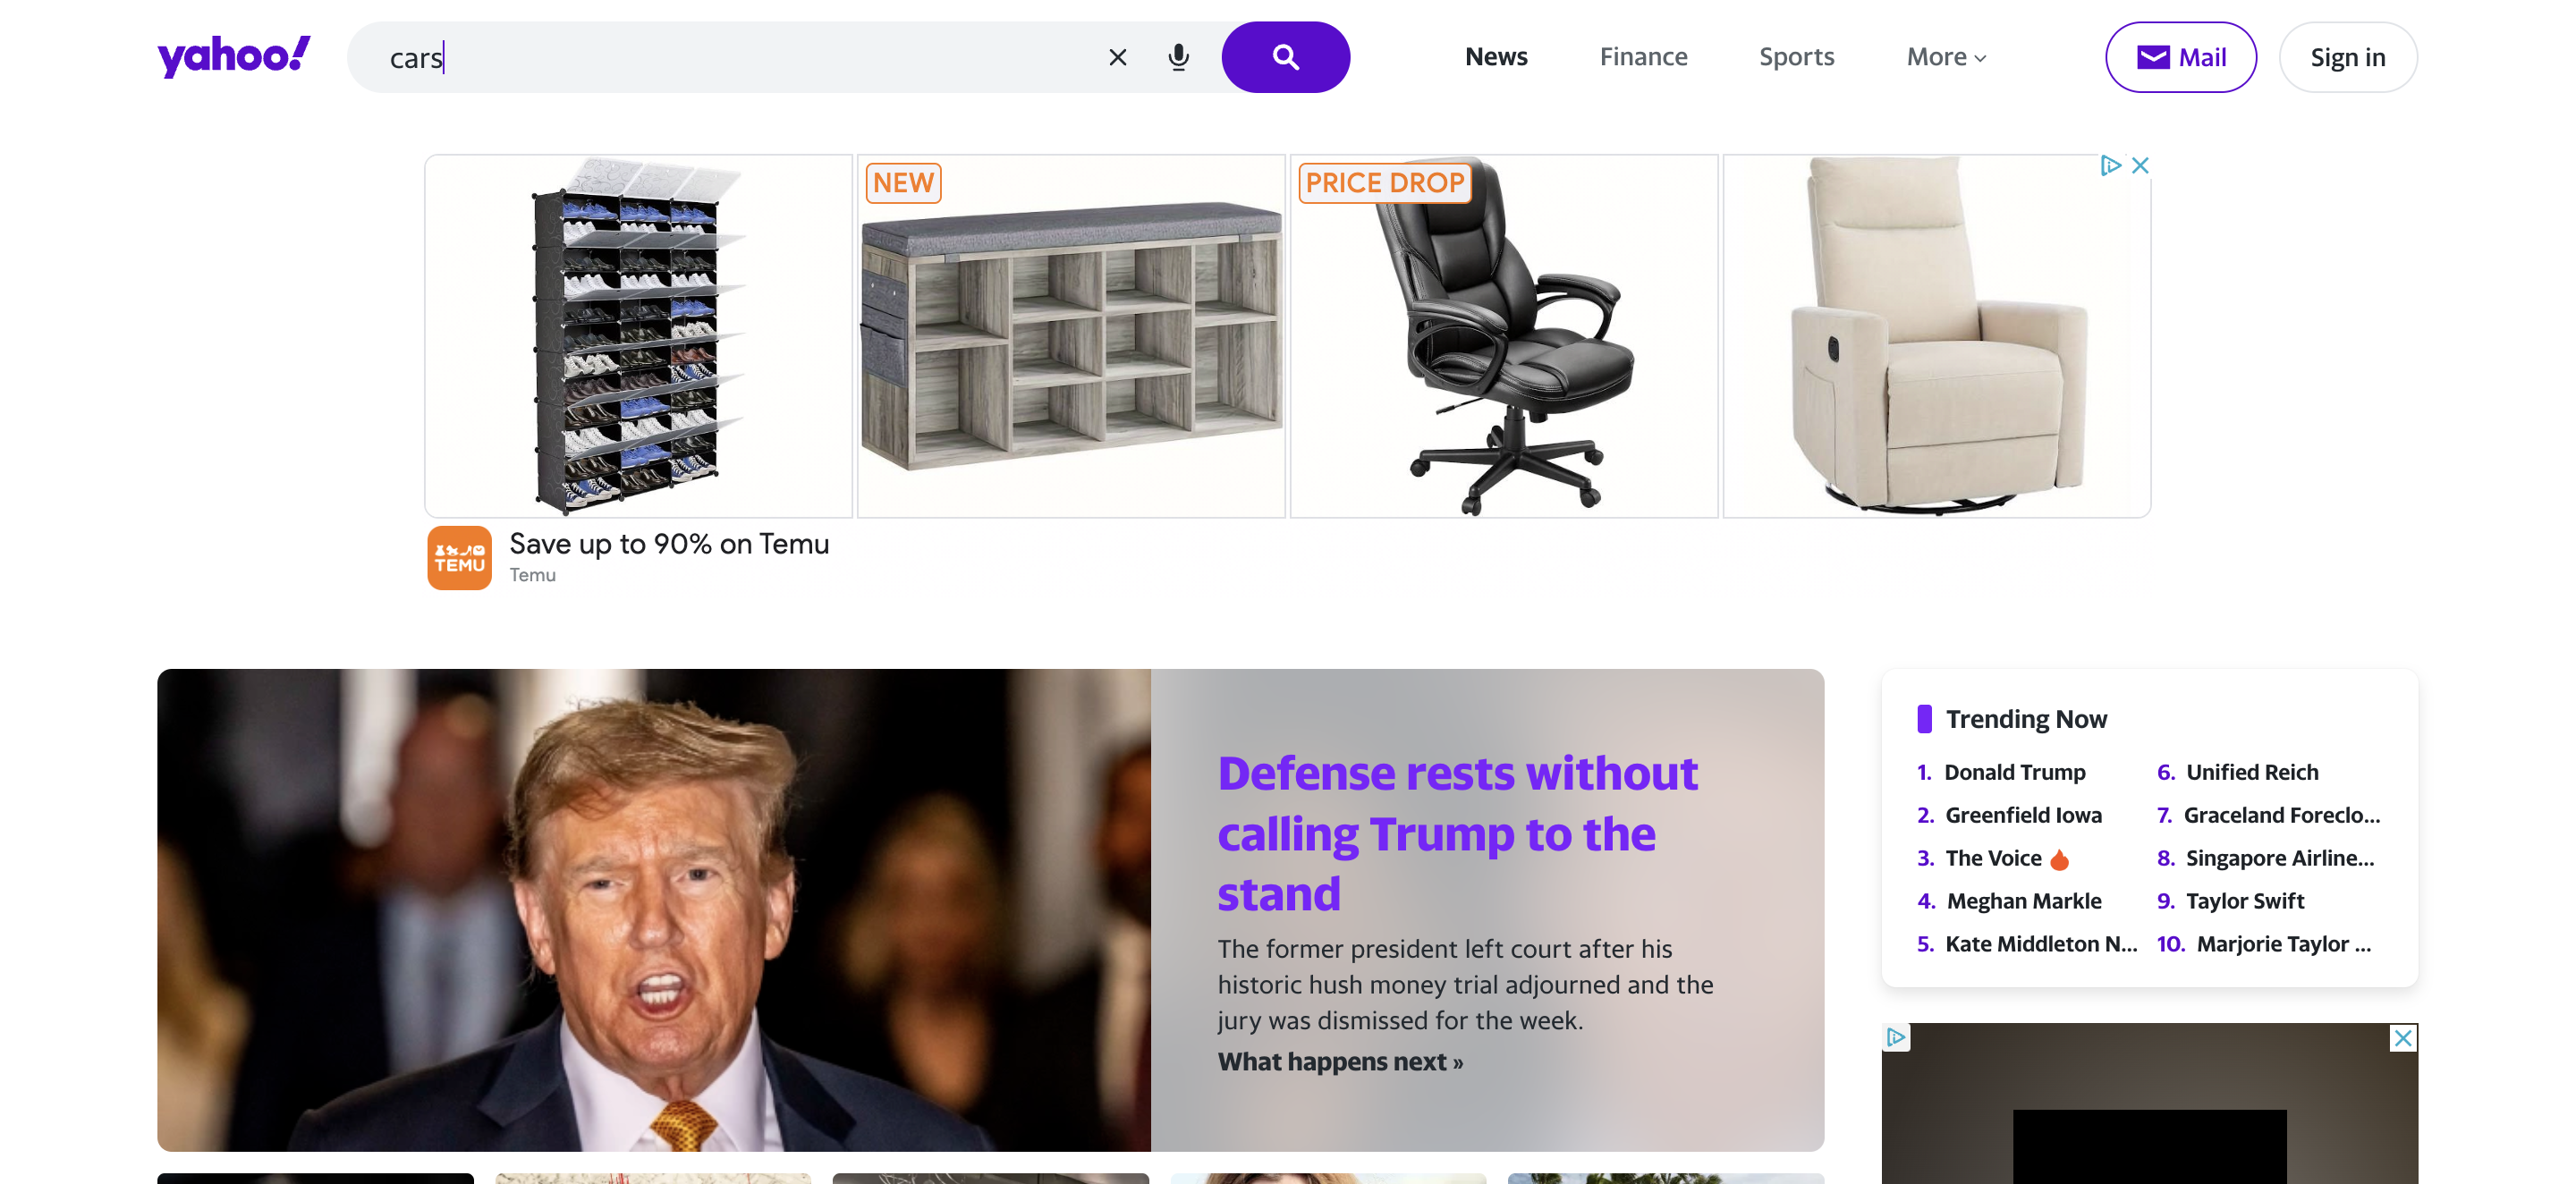 yahoo!
cars
News
Finance
Sports
More
Mail
Sign in
NEW
PRICE DROP
TEMU
Save up to 90% on Temu
Temu
Defense rests without
calling Trump to the
stand
The former president left court after his
historic hush money trial adjourned and the
jury was dismissed for the week.
What happens next »
Trending Now
1. Donald Trump
2. Greenfield Iowa
3. The Voice
4. Meghan Markle
5. Kate Middleton N...
6. Unified Reich
7. Graceland Foreclo...
8. Singapore Airline...
9. Taylor Swift
10. Marjorie Taylor ...